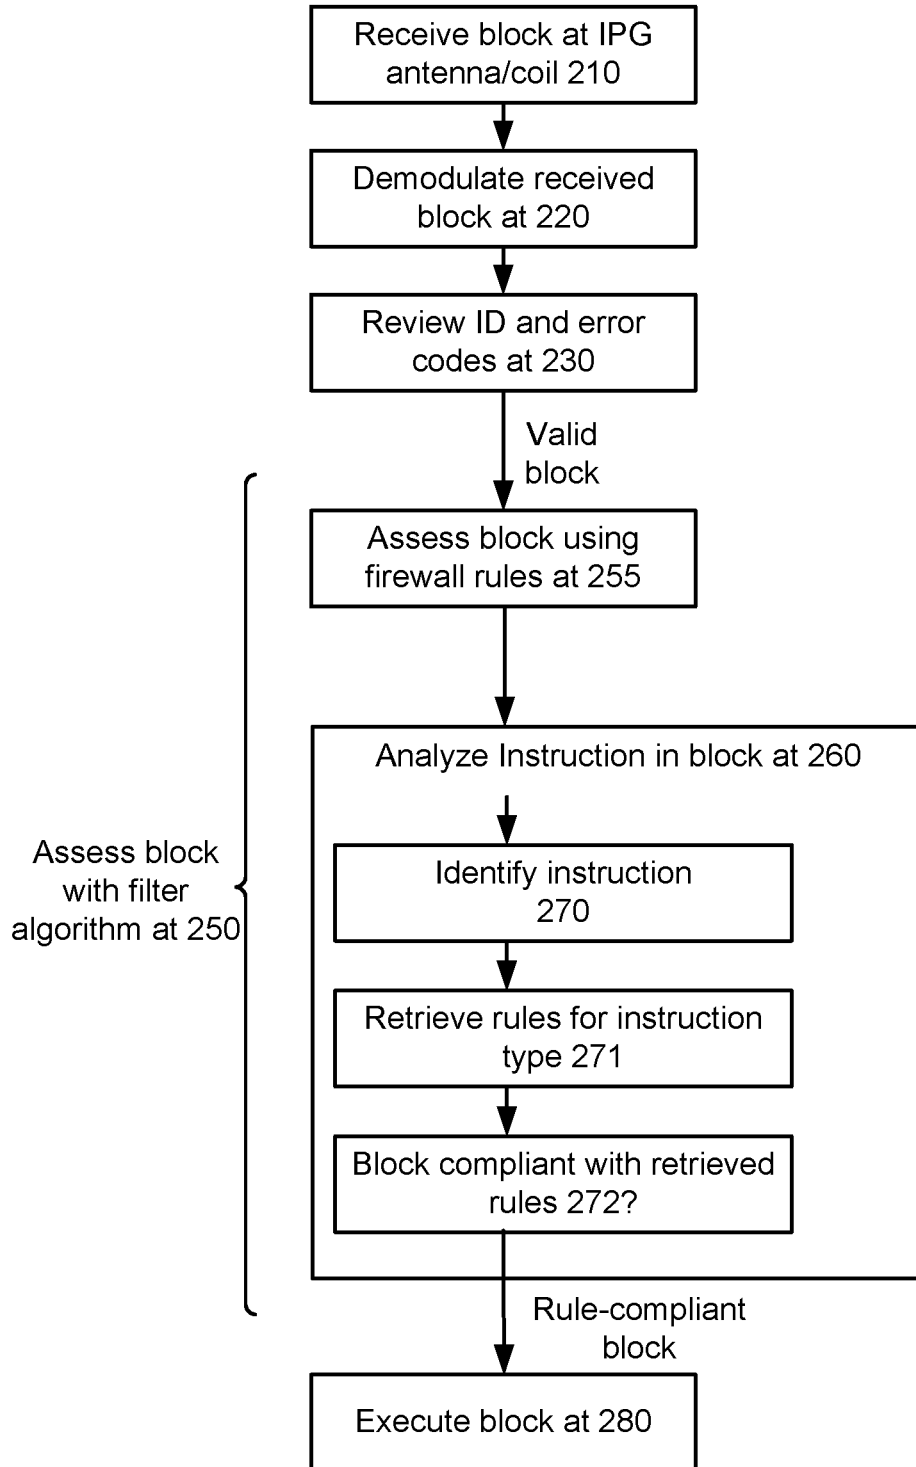 Receive block at IPG
antenna/coil 210
Demodulate received
block at 220
Review ID and error
codes at 230
Valid
block
Assess block using
firewall rules at 255
Analyze Instruction in block at 260
Assess block
with filter
algorithm at 250
Identify instruction
270
Retrieve rules for instruction
type 271
Block compliant with retrieved
rules 272?
Rule-compliant
block
Execute block at 280